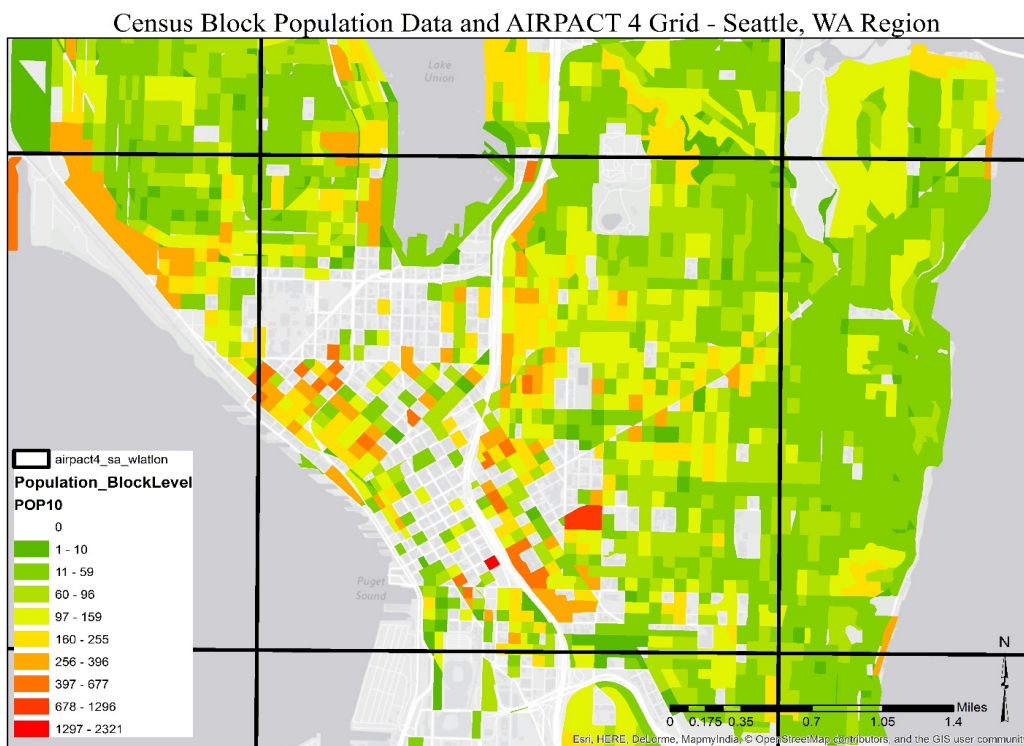 Census Block Population Data and AIRPACT 4 Grid - Seattle, WA Region
Lake
Union
Puget
Sound
airpact4_sa_wlatlon
Population_BlockLevel
POP10
0
1 - 10
11 - 59
60 - 96
97 - 159
160 - 255
256 - 396
397 - 677
678 - 1296
1297 - 2321
N
Miles
0 0.175 0.35 0.7 1.05 1.4
Esri, HERE, DeLorme, MapmyIndia, © OpenStreetMap contributors, and the GIS user communit